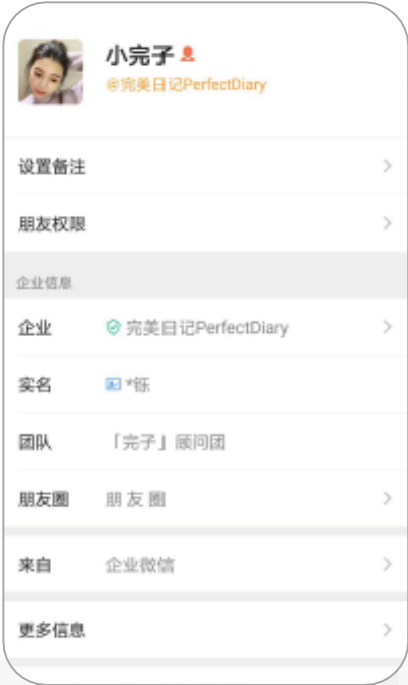 小完子
@完美日记PerfectDiary
设置备注
朋友权限
企业信息
企业 完美日记PerfectDiary
实名 *铄
团队 「完子」顾问团
朋友圈 朋 友 圈
来自 企业微信
更多信息